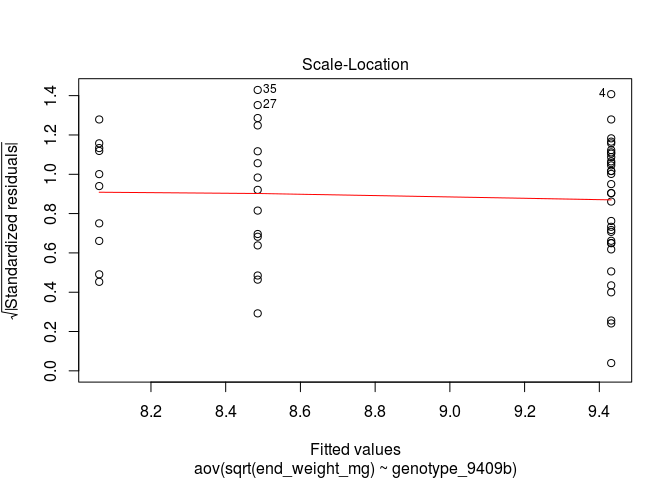 Scale-Location
√|Standardized residuals|
1.4
1.2
1.0
0.8
0.6
0.4
0.2
0.0
35
27
4
8.2 8.4 8.6 8.8 9.0 9.2 9.4
Fitted values
aov(sqrt(end_weight_mg) ~ genotype_9409b)